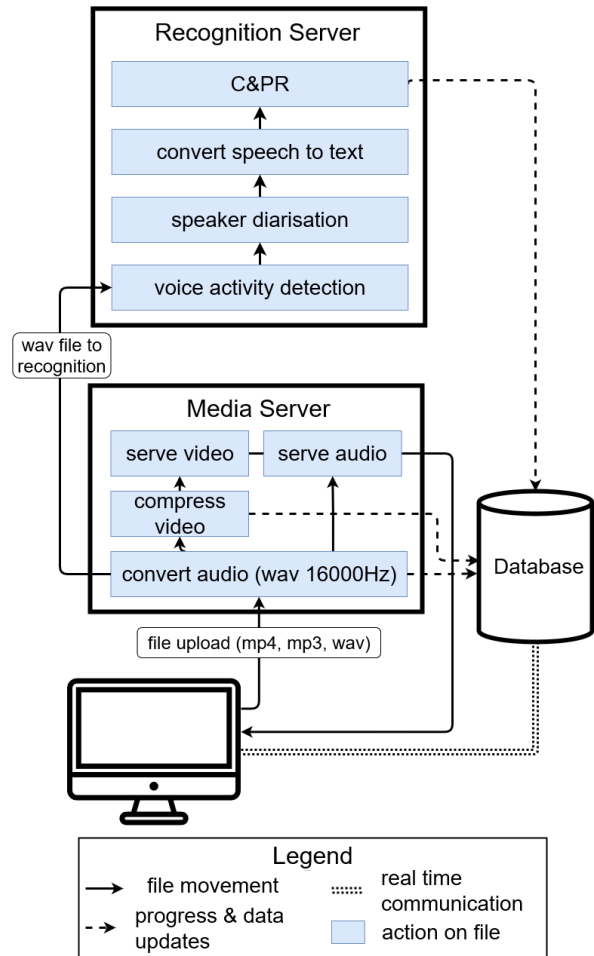 Recognition Server
C&PR
convert speech to text
speaker diarisation
voice activity detection
wav file to
recognition
Media Server
serve video
serve audio
compress
video
convert audio (wav 16000Hz)
Database
file upload (mp4, mp3, wav)
Legend
file movement
real time
communication
progress & data
updates
action on file